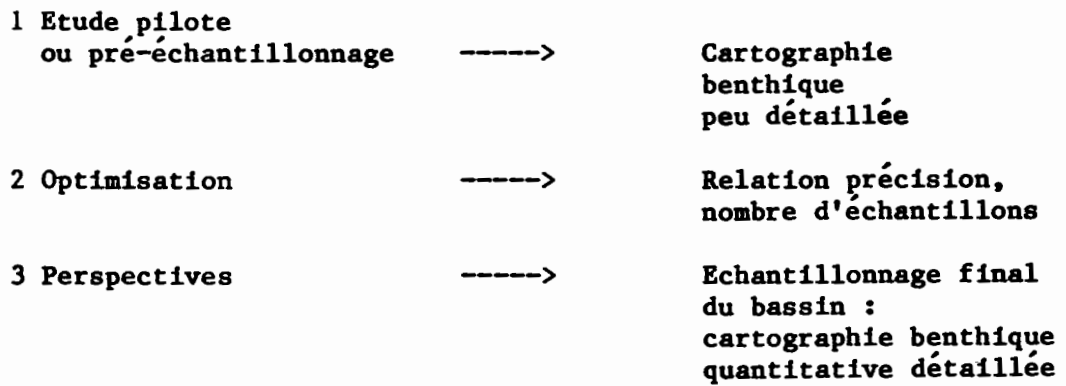 1 Etude pilote
ou pré-échantillonnage -----> Cartographie
benthique
peu détaillée
2 Optimisation -----> Relation précision,
nombre d'échantillons
3 Perspectives -----> Echantillonnage final
du bassin :
cartographie benthique
quantitative détaillée